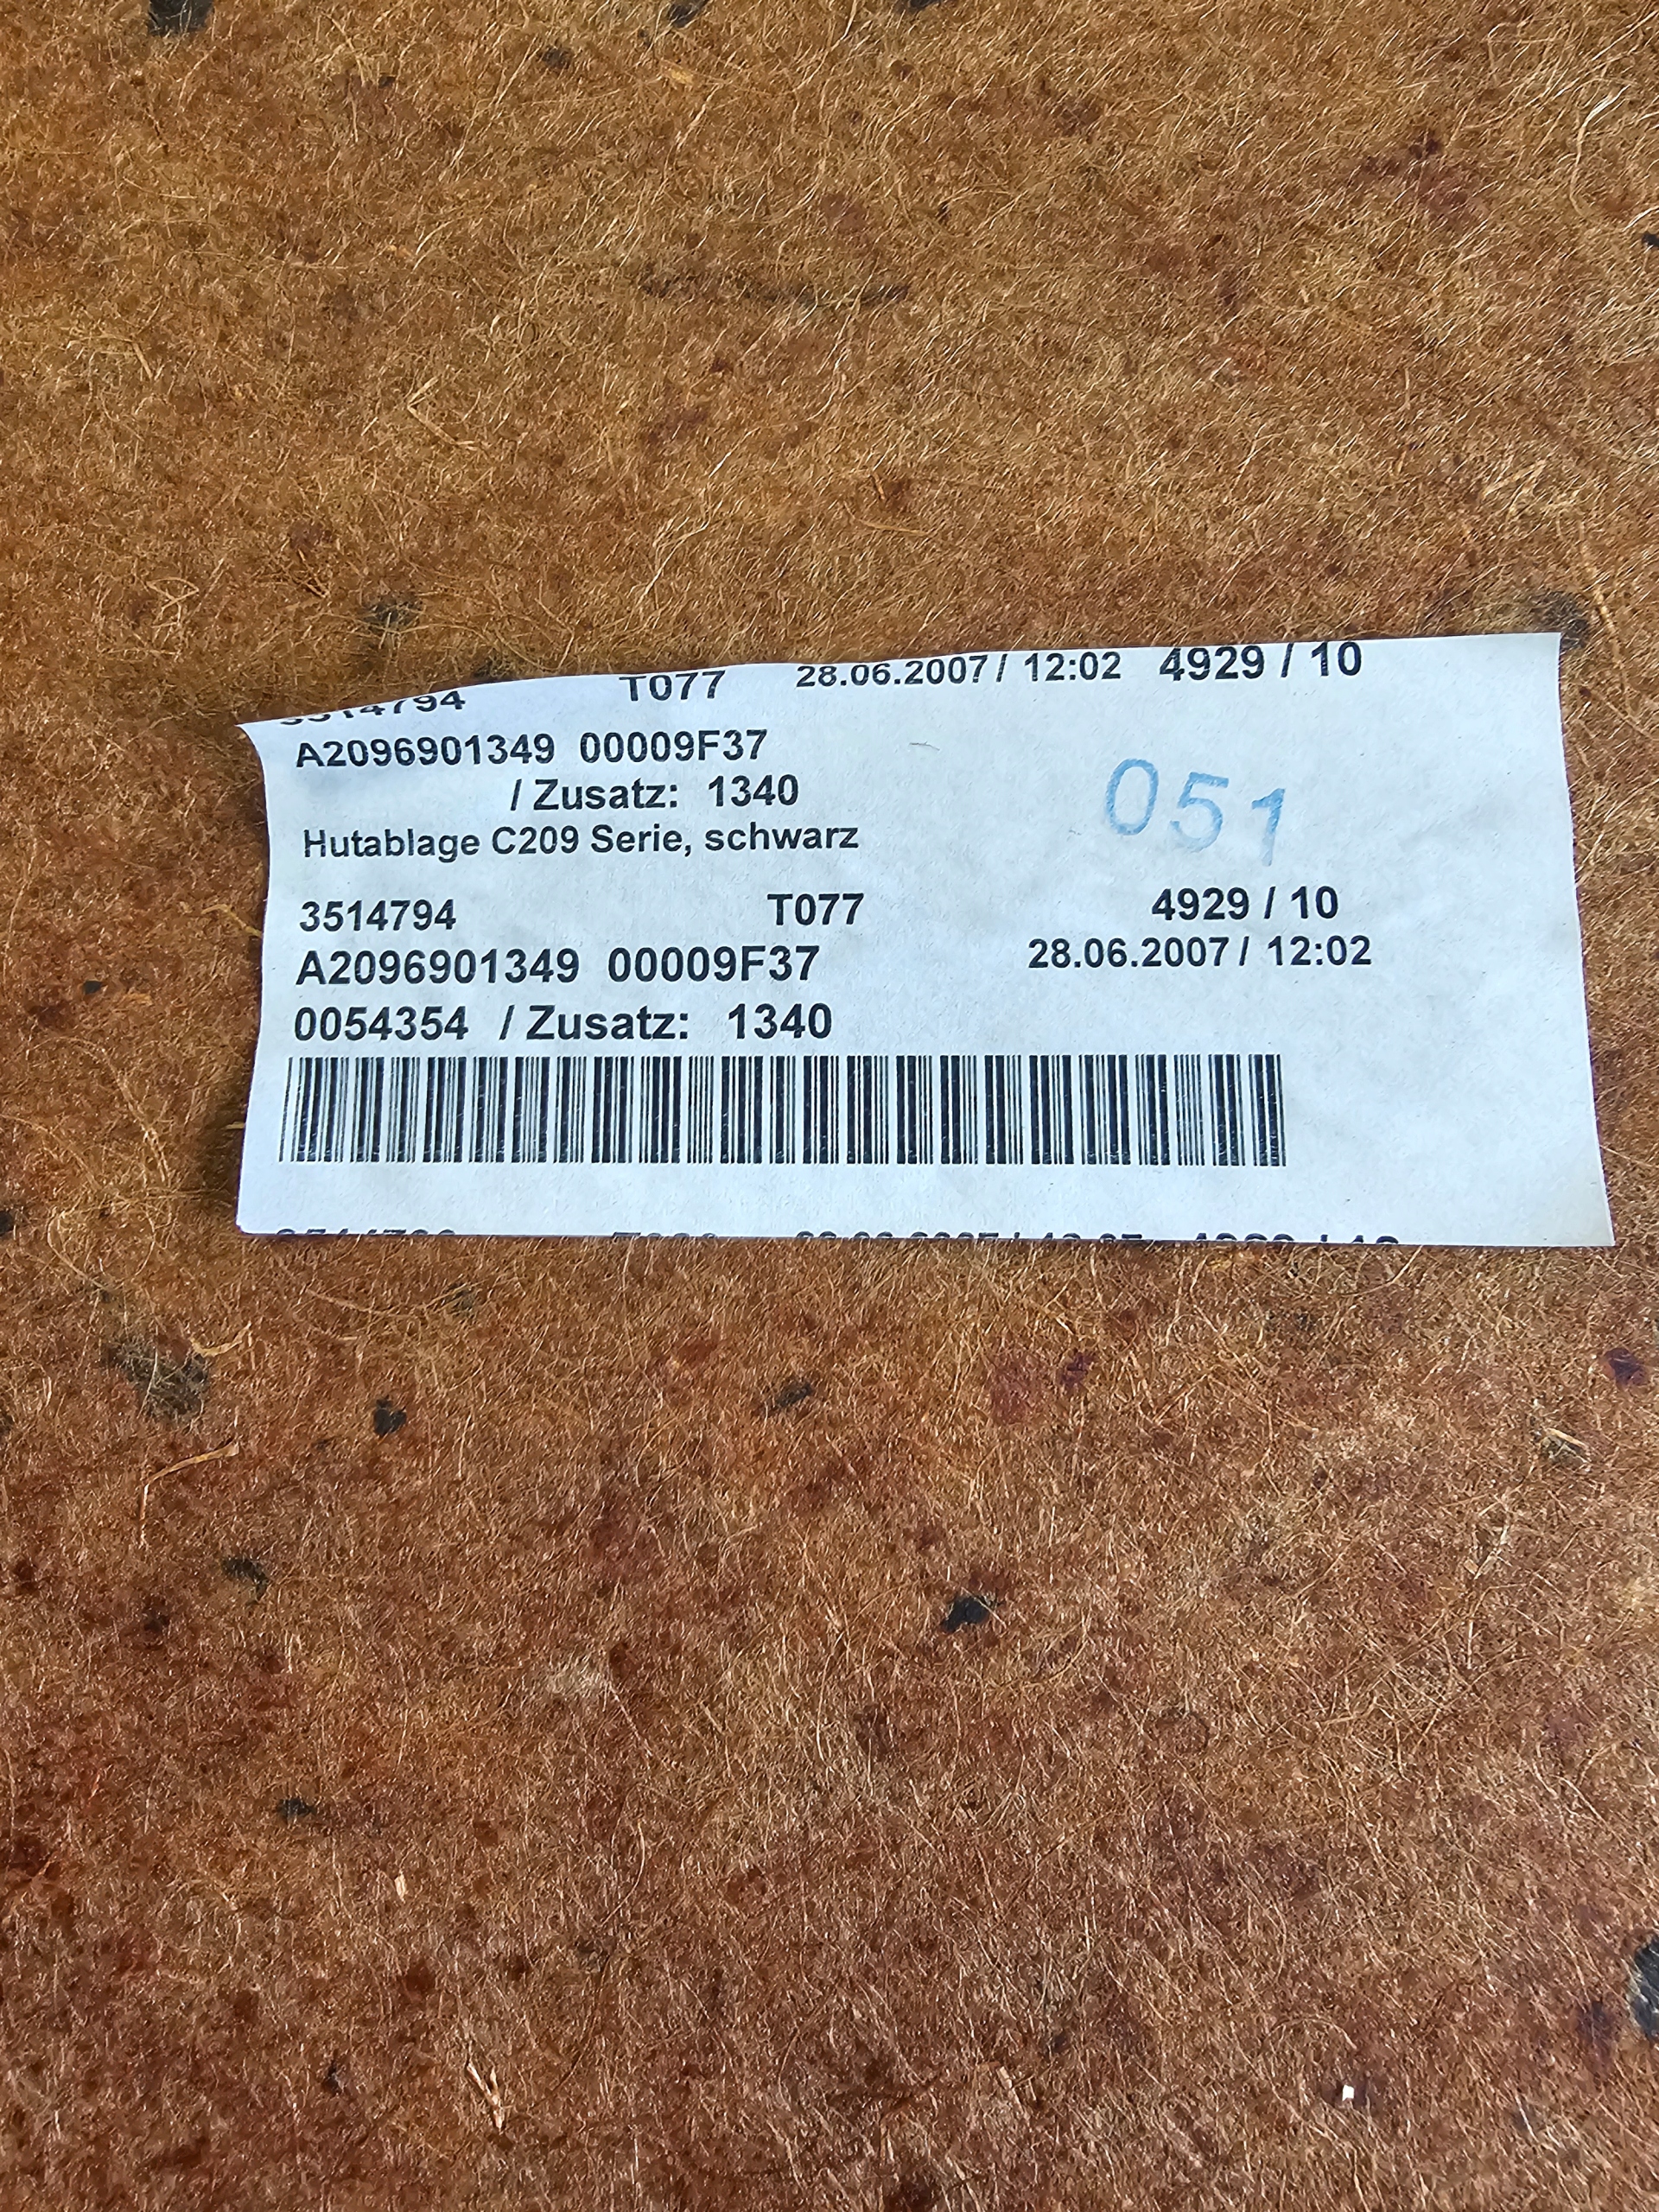 3514794 T077 28.06.2007 / 12:02 4929 / 10
A2096901349 00009F37
/ Zusatz: 1340
051
Hutablage C209 Serie, schwarz
3514794 T077 4929 / 10
A2096901349 00009F37 28.06.2007 / 12:02
0054354 / Zusatz: 1340